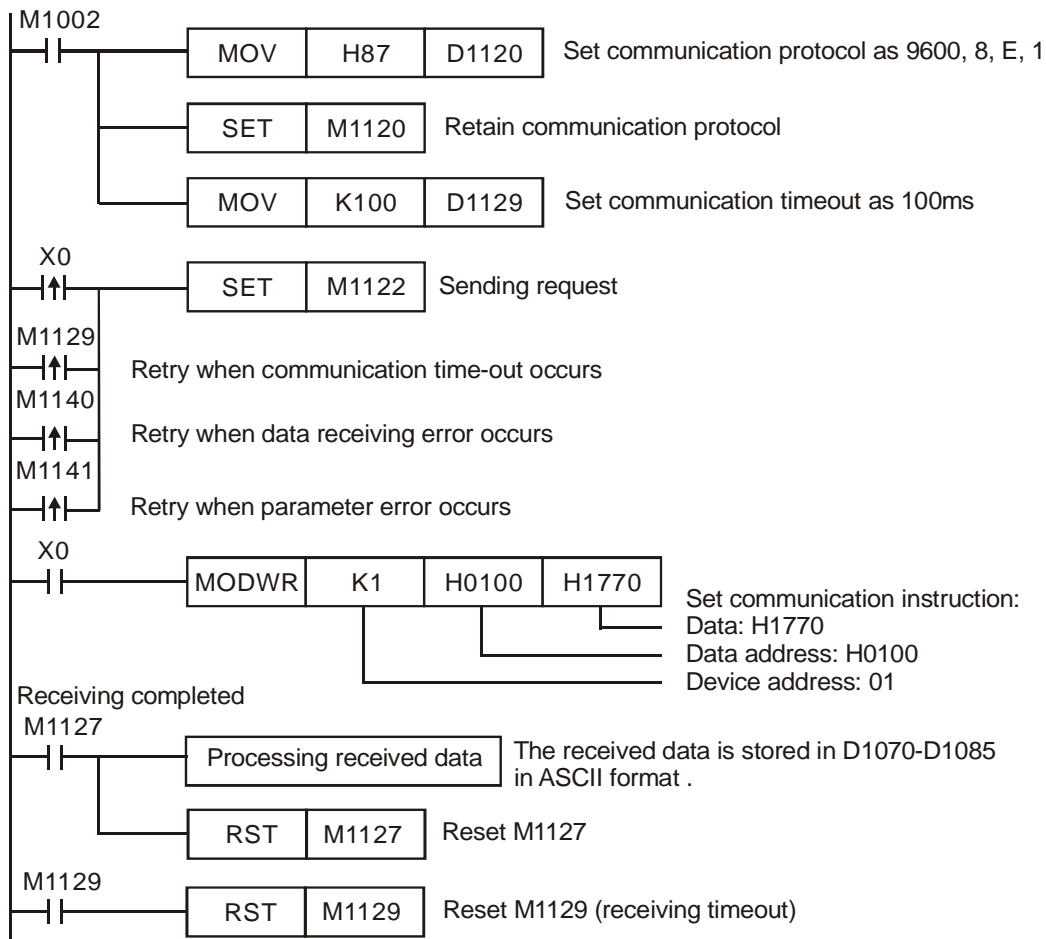 M1002
MOV H87 D1120 Set communication protocol as 9600, 8, E, 1
SET M1120 Retain communication protocol
MOV K100 D1129 Set communication timeout as 100ms
X0
SET M1122 Sending request
M1129
Retry when communication time-out occurs
M1140
Retry when data receiving error occurs
M1141
Retry when parameter error occurs
X0
MODWR K1 H0100 H1770
Set communication instruction:
Data: H1770
Data address: H0100
Device address: 01
Receiving completed
M1127
Processing received data
The received data is stored in D1070-D1085
in ASCII format .
RST M1127 Reset M1127
M1129
RST M1129 Reset M1129 (receiving timeout)